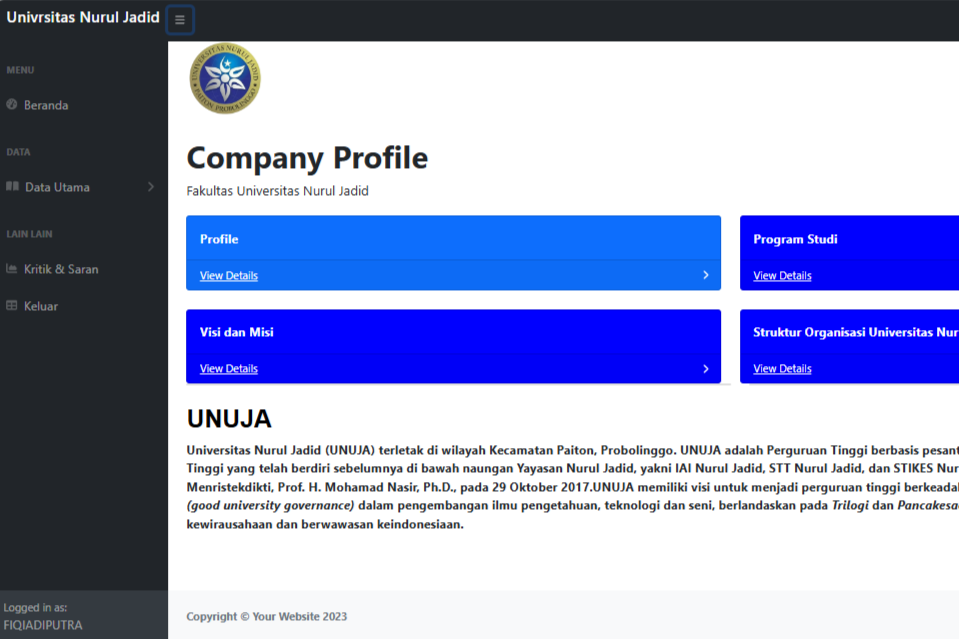 Univrsitas Nurul Jadid
MENU
Beranda
DATA
Data Utama
LAIN LAIN
Kritik & Saran
Keluar
Logged in as:
FIQIADIPUTRA
UNIVERSITAS NURUL JADID
PAITON PROBOLINGGO
Company Profile
Fakultas Universitas Nurul Jadid
Profile
View Details
Program Studi
View Details
Visi dan Misi
View Details
Struktur Organisasi Universitas Nur
View Details
UNUJA
Universitas Nurul Jadid (UNUJA) terletak di wilayah Kecamatan Paiton, Probolinggo. UNUJA adalah Perguruan Tinggi berbasis pesant
Tinggi yang telah berdiri sebelumnya di bawah naungan Yayasan Nurul Jadid, yakni IAI Nurul Jadid, STT Nurul Jadid, dan STIKES Nur
Menristekdikti, Prof. H. Mohamad Nasir, Ph.D., pada 29 Oktober 2017.UNUJA memiliki visi untuk menjadi perguruan tinggi berkeadal
(good university governance) dalam pengembangan ilmu pengetahuan, teknologi dan seni, berlandaskan pada Trilogi dan Pancakesad
kewirausahaan dan berwawasan keindonesiaan.
Copyright © Your Website 2023